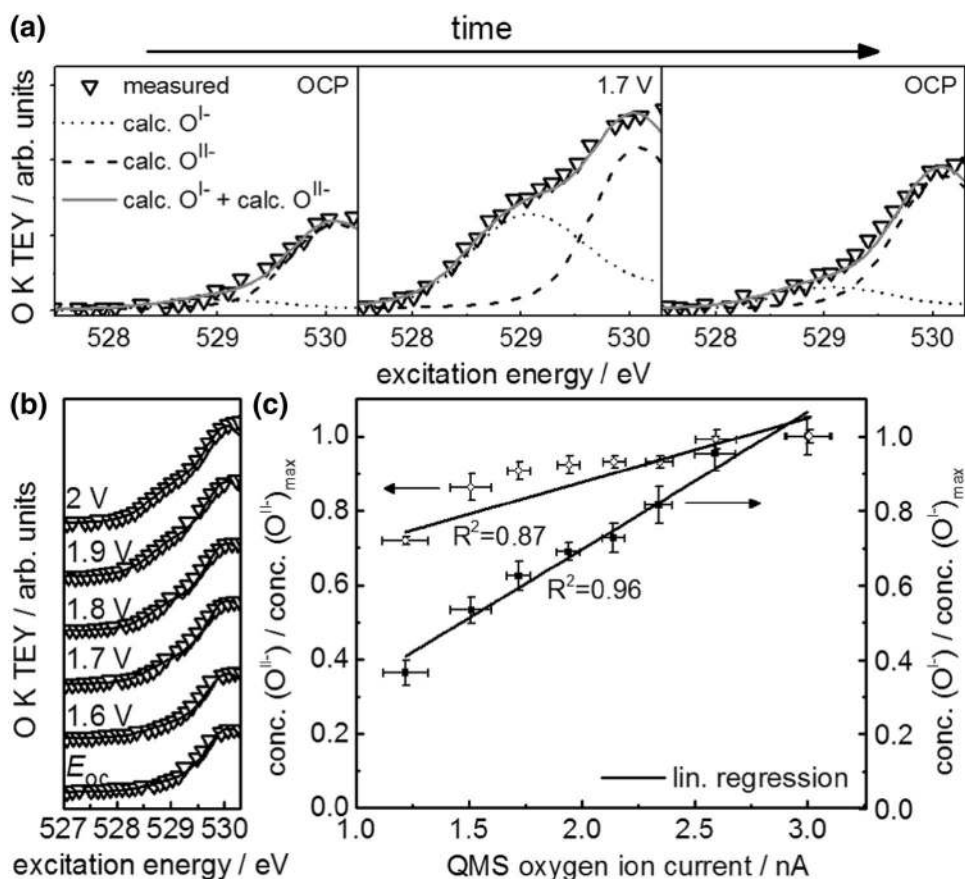 (a)
time
O K TEY / arb. units
measured
calc. O^I-
calc. O^II-
calc. O^I- + calc. O^II-
OCP
1.7 V
OCP
528 529 530 528 529 530 528 529 530
excitation energy / eV
(b)
O K TEY / arb. units
2 V
1.9 V
1.8 V
1.7 V
1.6 V
E_oc
527 528 529 530
excitation energy / eV
(c)
conc. (O^II-) / conc. (O^II-)_max
1.0
0.8
0.6
0.4
0.2
0.0
R²=0.87
R²=0.96
lin. regression
1.0
0.8
0.6
0.4
0.2
0.0
conc. (O^I-) / conc. (O^I-)_max
1.0 1.5 2.0 2.5 3.0
QMS oxygen ion current / nA